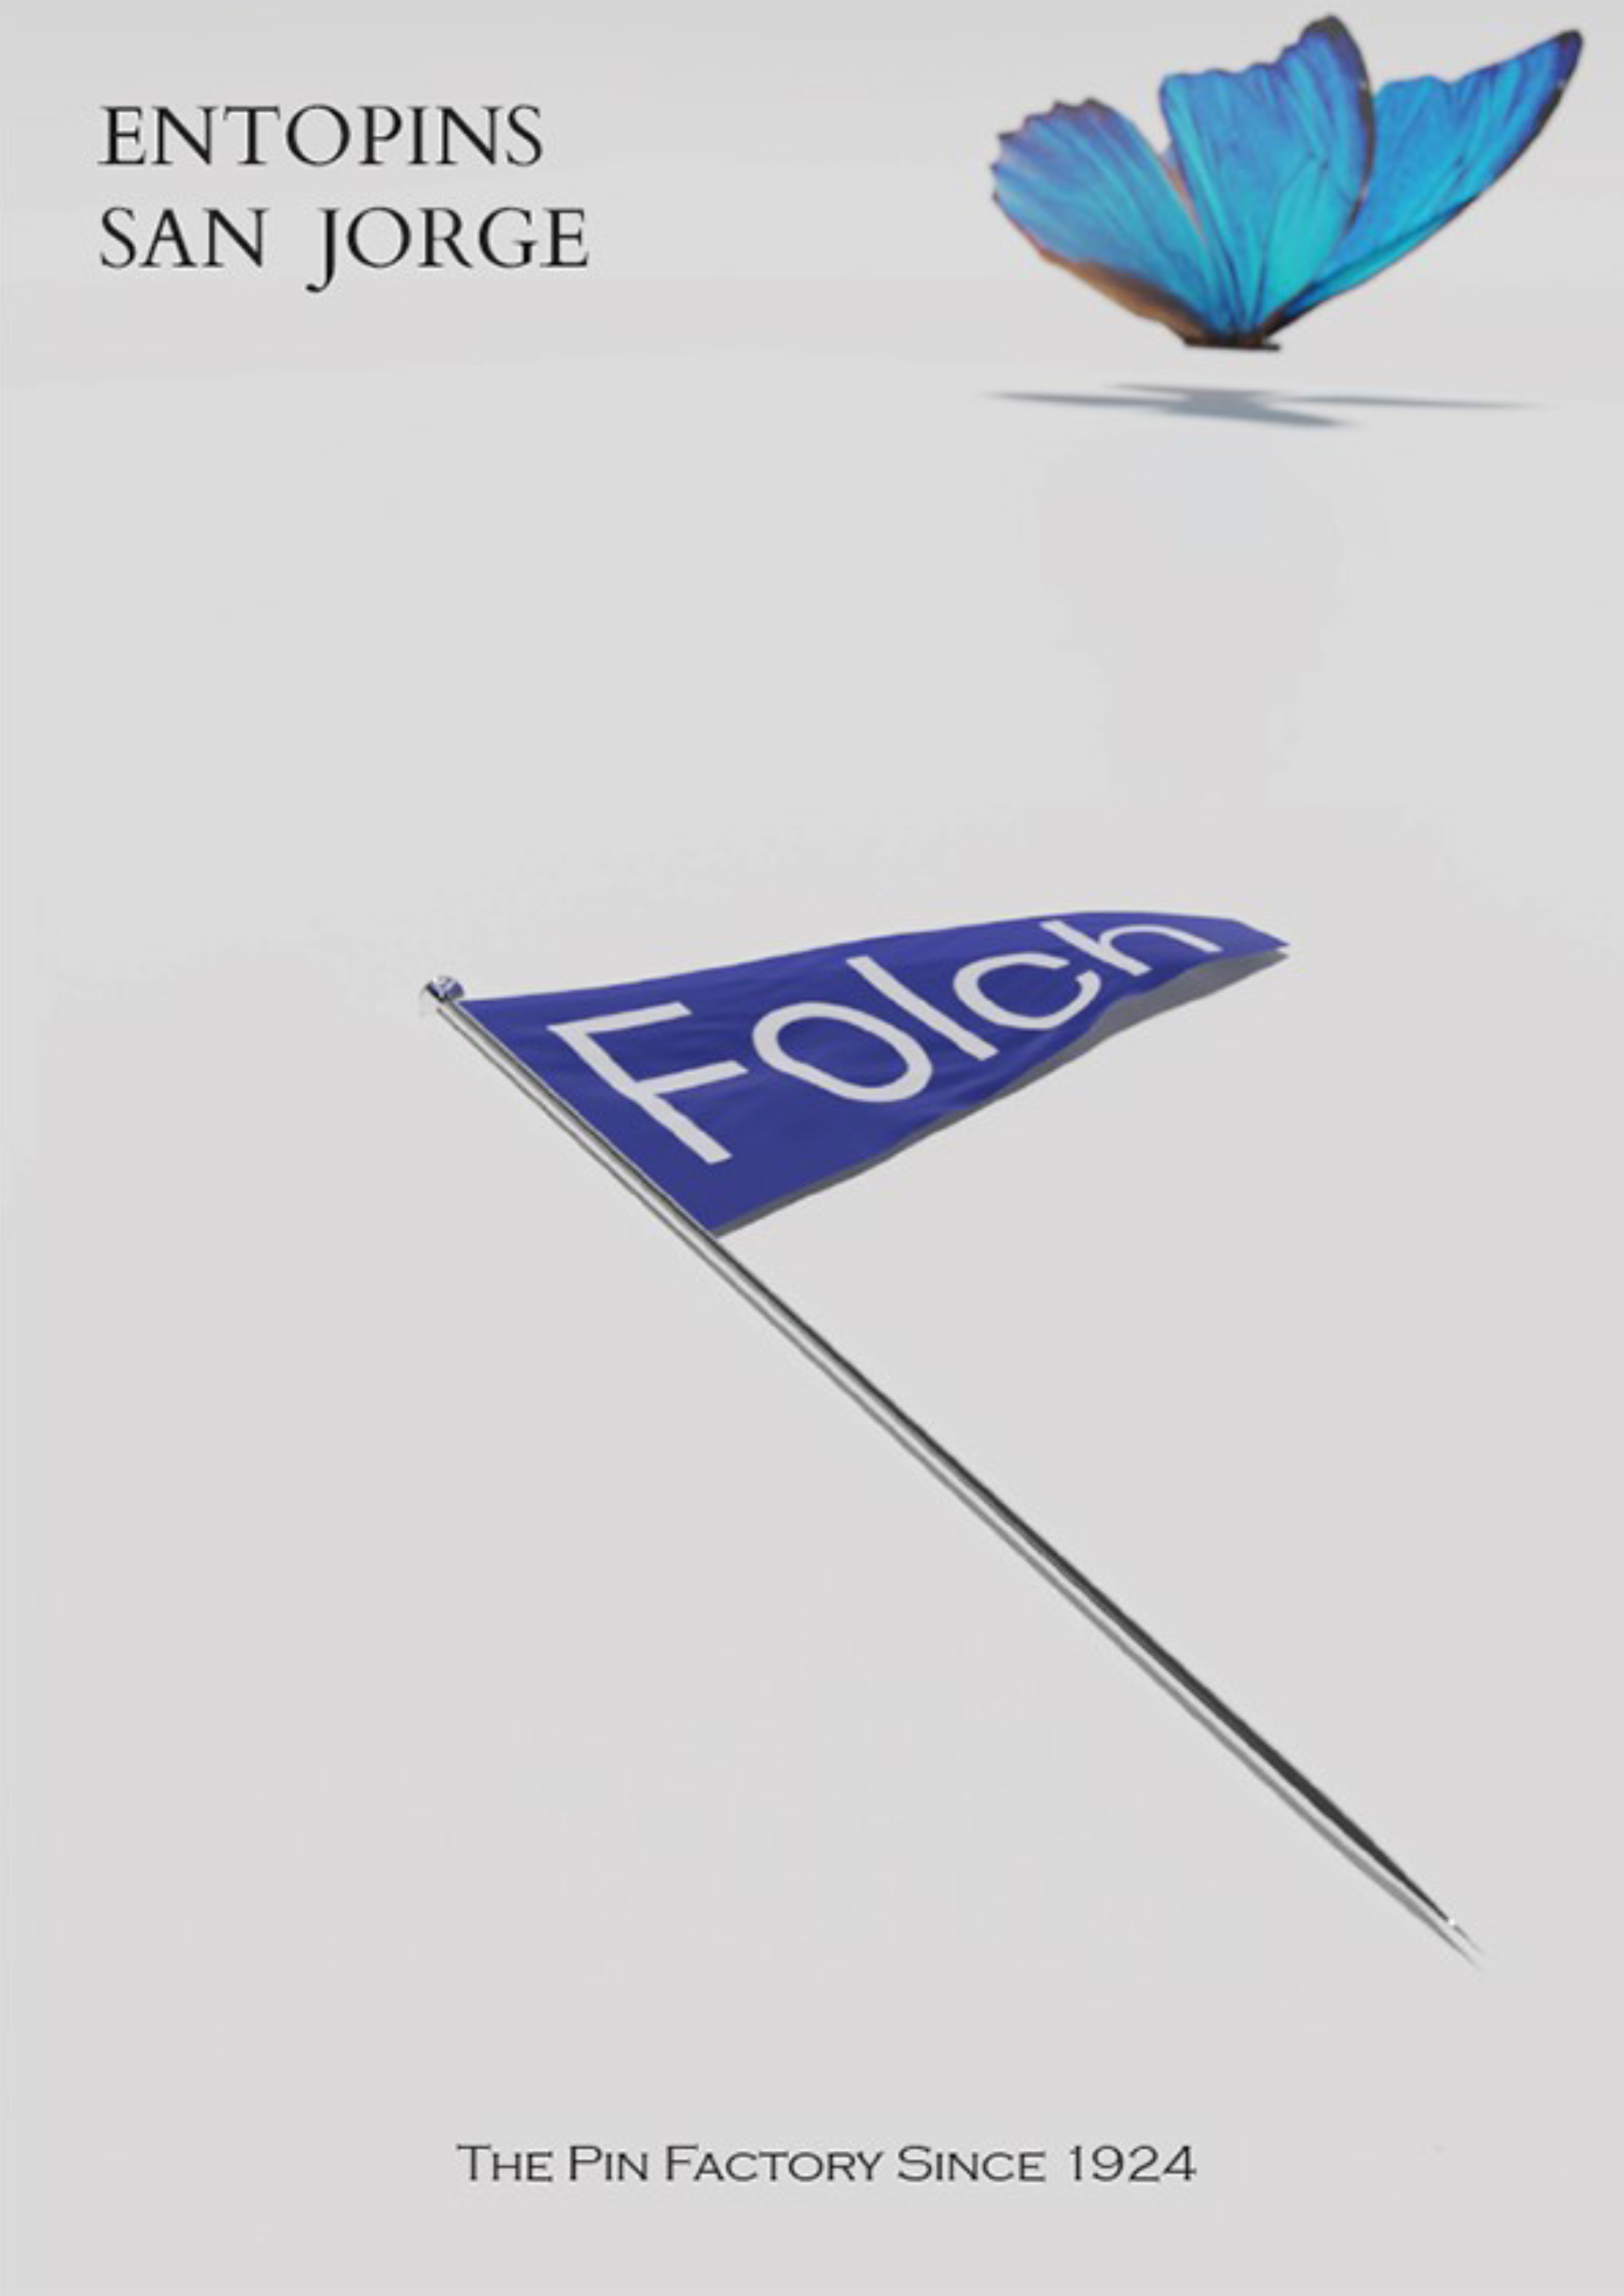 ENTOPINS
SAN JORGE
Folch
THE PIN FACTORY SINCE 1924